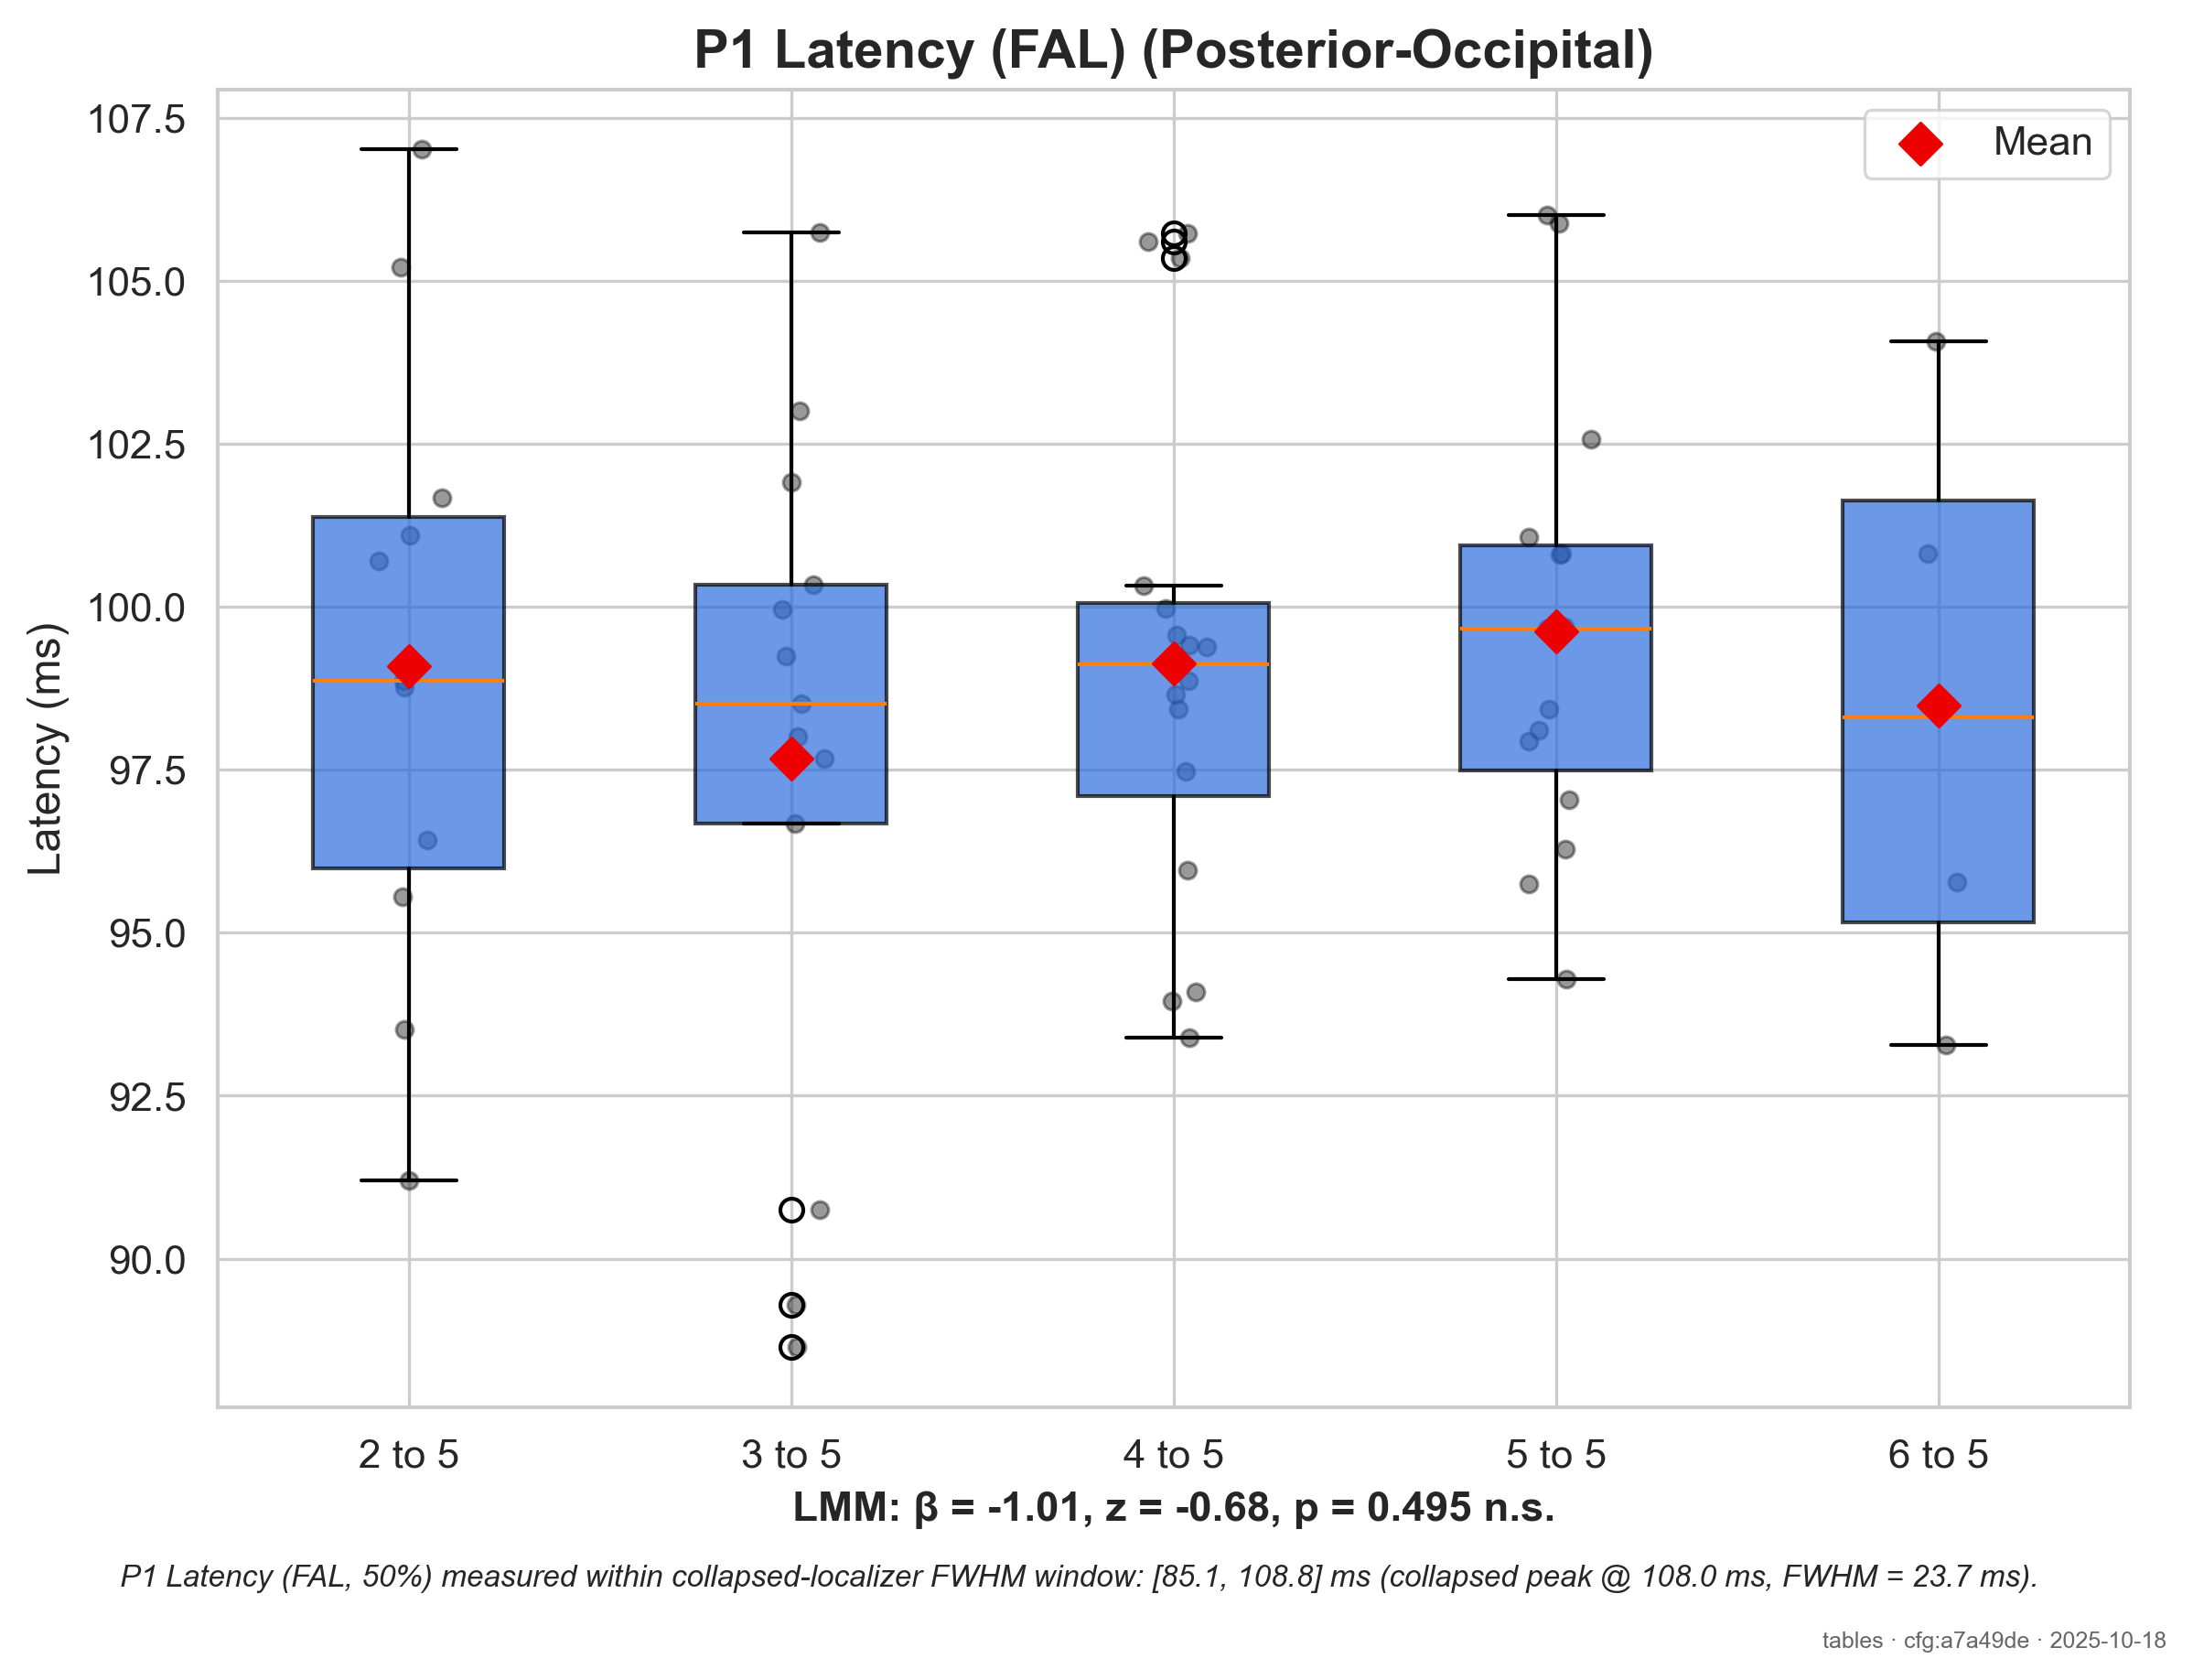 P1 Latency (FAL) (Posterior-Occipital)
Mean
Latency (ms)
107.5
105.0
102.5
100.0
97.5
95.0
92.5
90.0
2 to 5
3 to 5
4 to 5
5 to 5
6 to 5
LMM: β = -1.01, z = -0.68, p = 0.495 n.s.
P1 Latency (FAL, 50%) measured within collapsed-localizer FWHM window: [85.1, 108.8] ms (collapsed peak @ 108.0 ms, FWHM = 23.7 ms).
tables · cfg:a7a49de · 2025-10-18